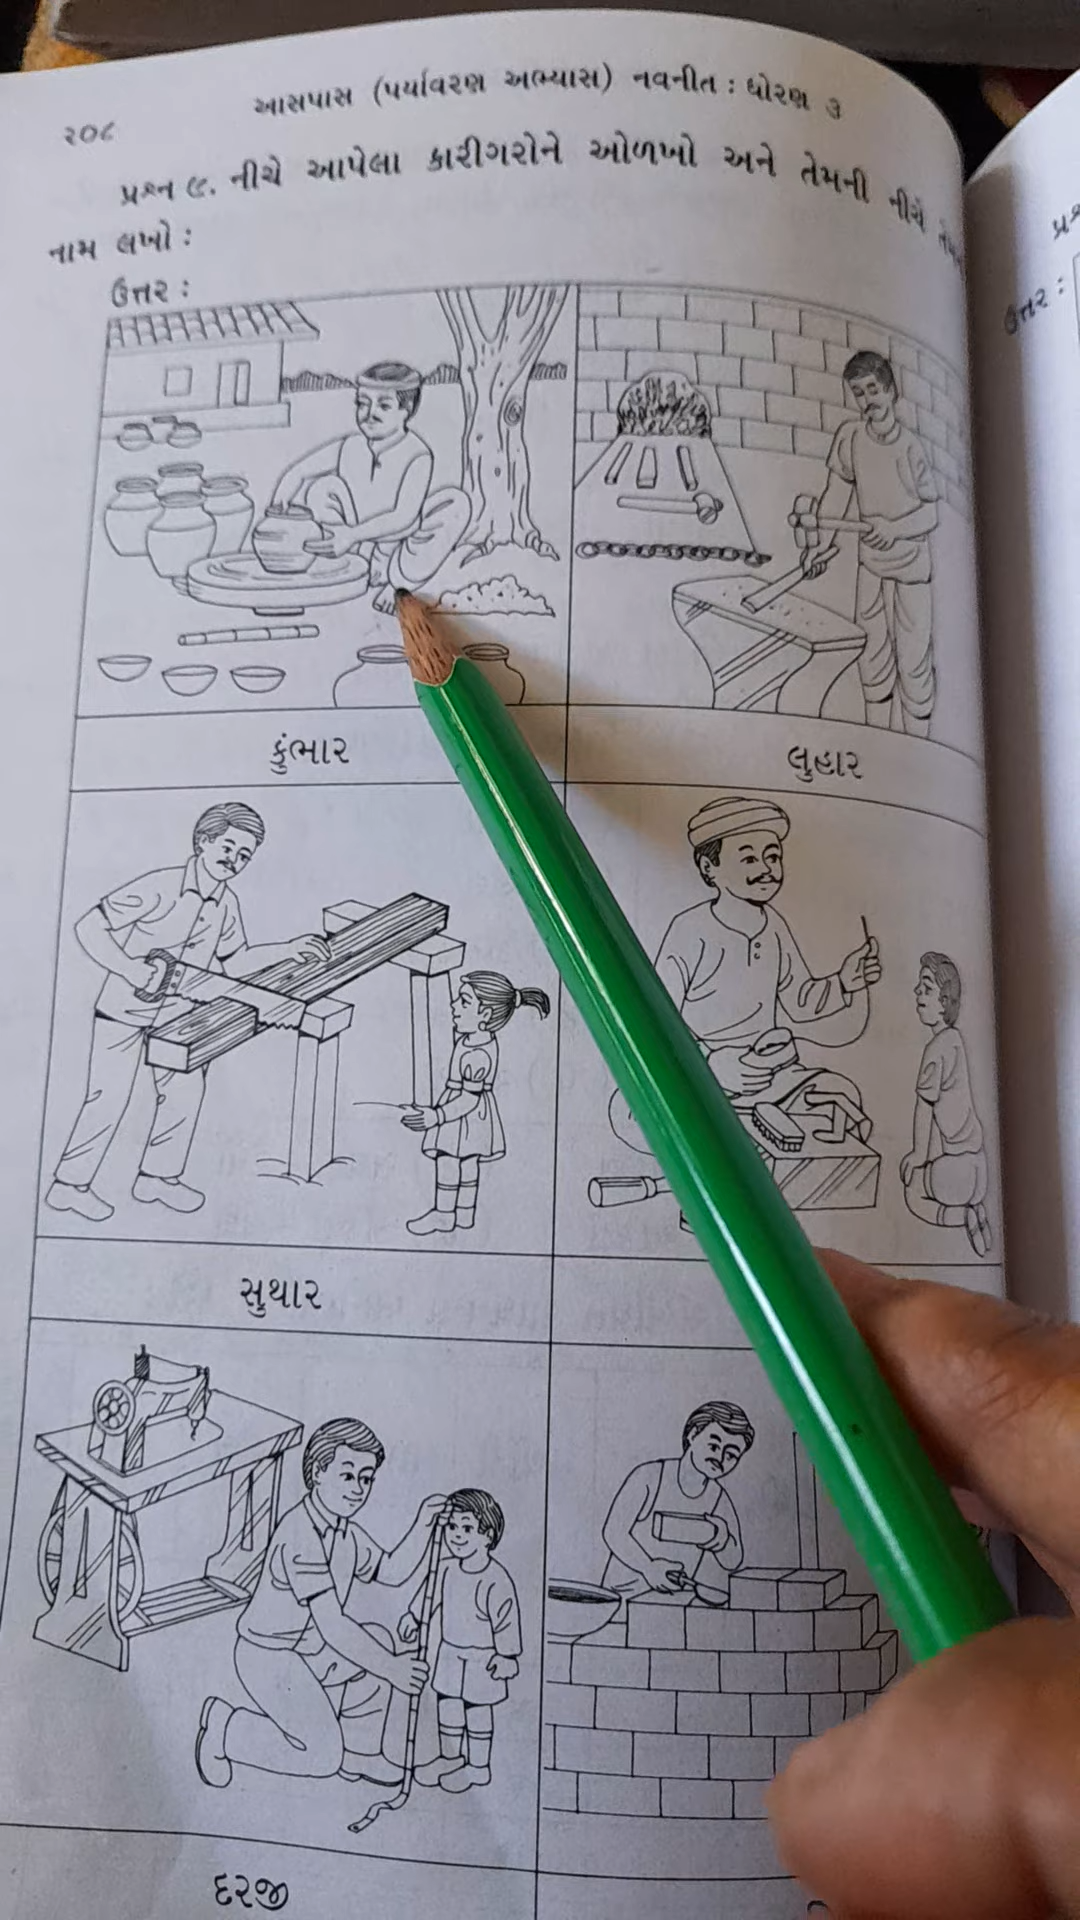 ૨૦૮
આસપાસ (પર્યાવરણ અભ્યાસ) નવનીત : ધોરણ ૩
પ્રશ્ન ૯. નીચે આપેલા કારીગરોને ઓળખો અને તેમની નીચે
નામ લખો :
ઉત્તર :
કુંભાર
લુહાર
સુથાર
દરજી
ઉત્તર :